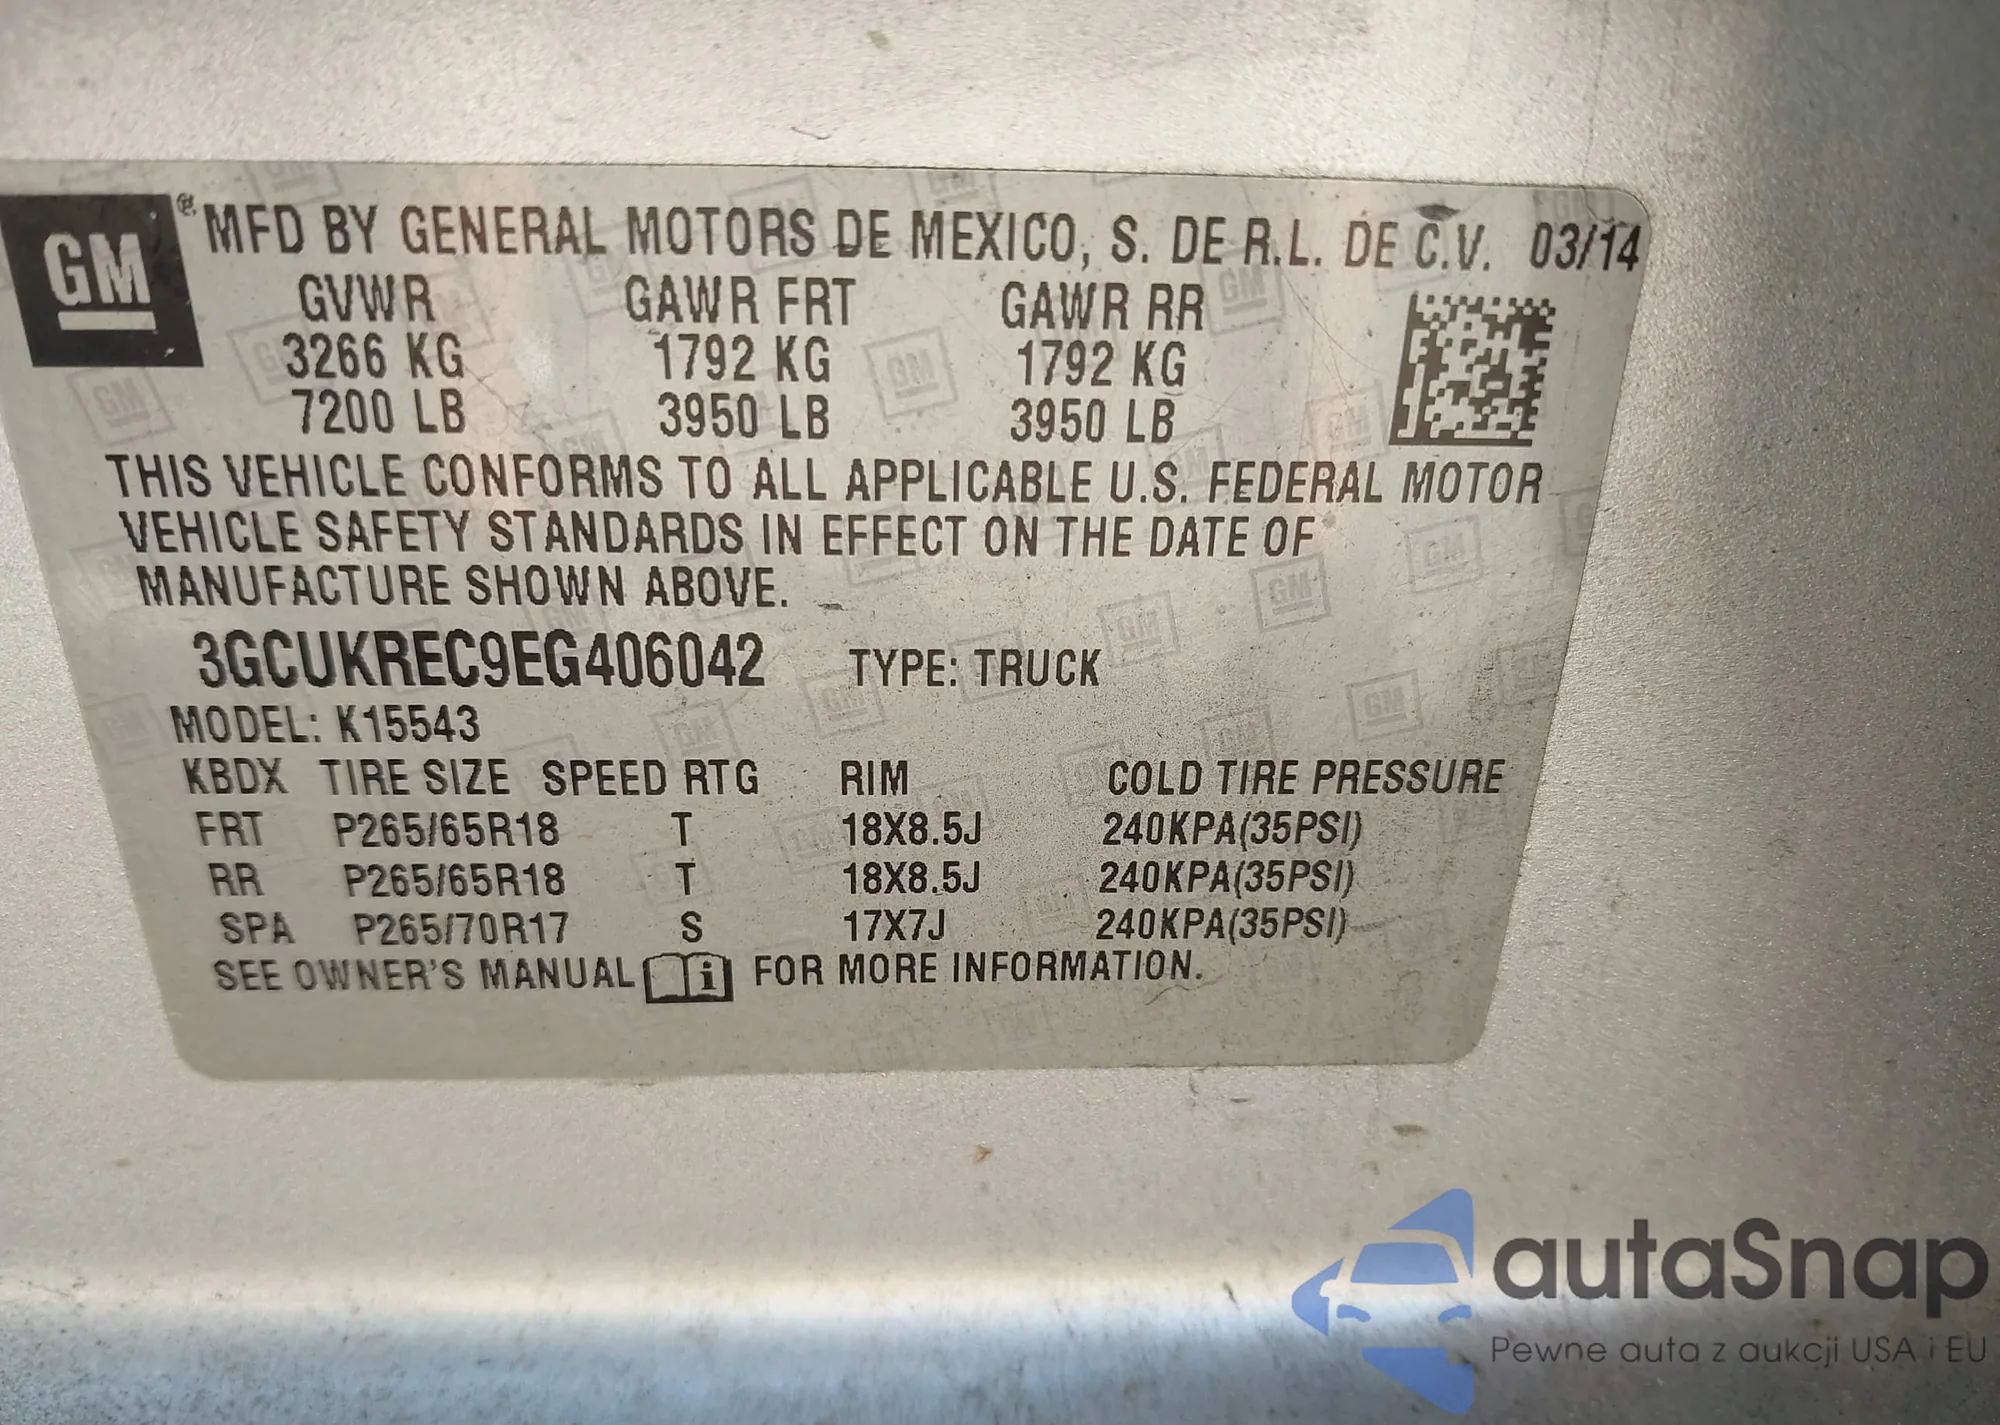 GM® MFD BY GENERAL MOTORS DE MEXICO, S. DE R.L. DE C.V. 03/14
GVWR GAWR FRT GAWR RR
3266 KG 1792 KG 1792 KG
7200 LB 3950 LB 3950 LB
THIS VEHICLE CONFORMS TO ALL APPLICABLE U.S. FEDERAL MOTOR
VEHICLE SAFETY STANDARDS IN EFFECT ON THE DATE OF
MANUFACTURE SHOWN ABOVE.
3GCUKREC9EG406042 TYPE: TRUCK
MODEL: K15543
KBDX TIRE SIZE SPEED RTG RIM COLD TIRE PRESSURE
FRT P265/65R18 T 18X8.5J 240KPA(35PSI)
RR P265/65R18 T 18X8.5J 240KPA(35PSI)
SPA P265/70R17 S 17X7J 240KPA(35PSI)
SEE OWNER'S MANUAL i FOR MORE INFORMATION.
autaSnap
Pewne auta z aukcji USA i EU